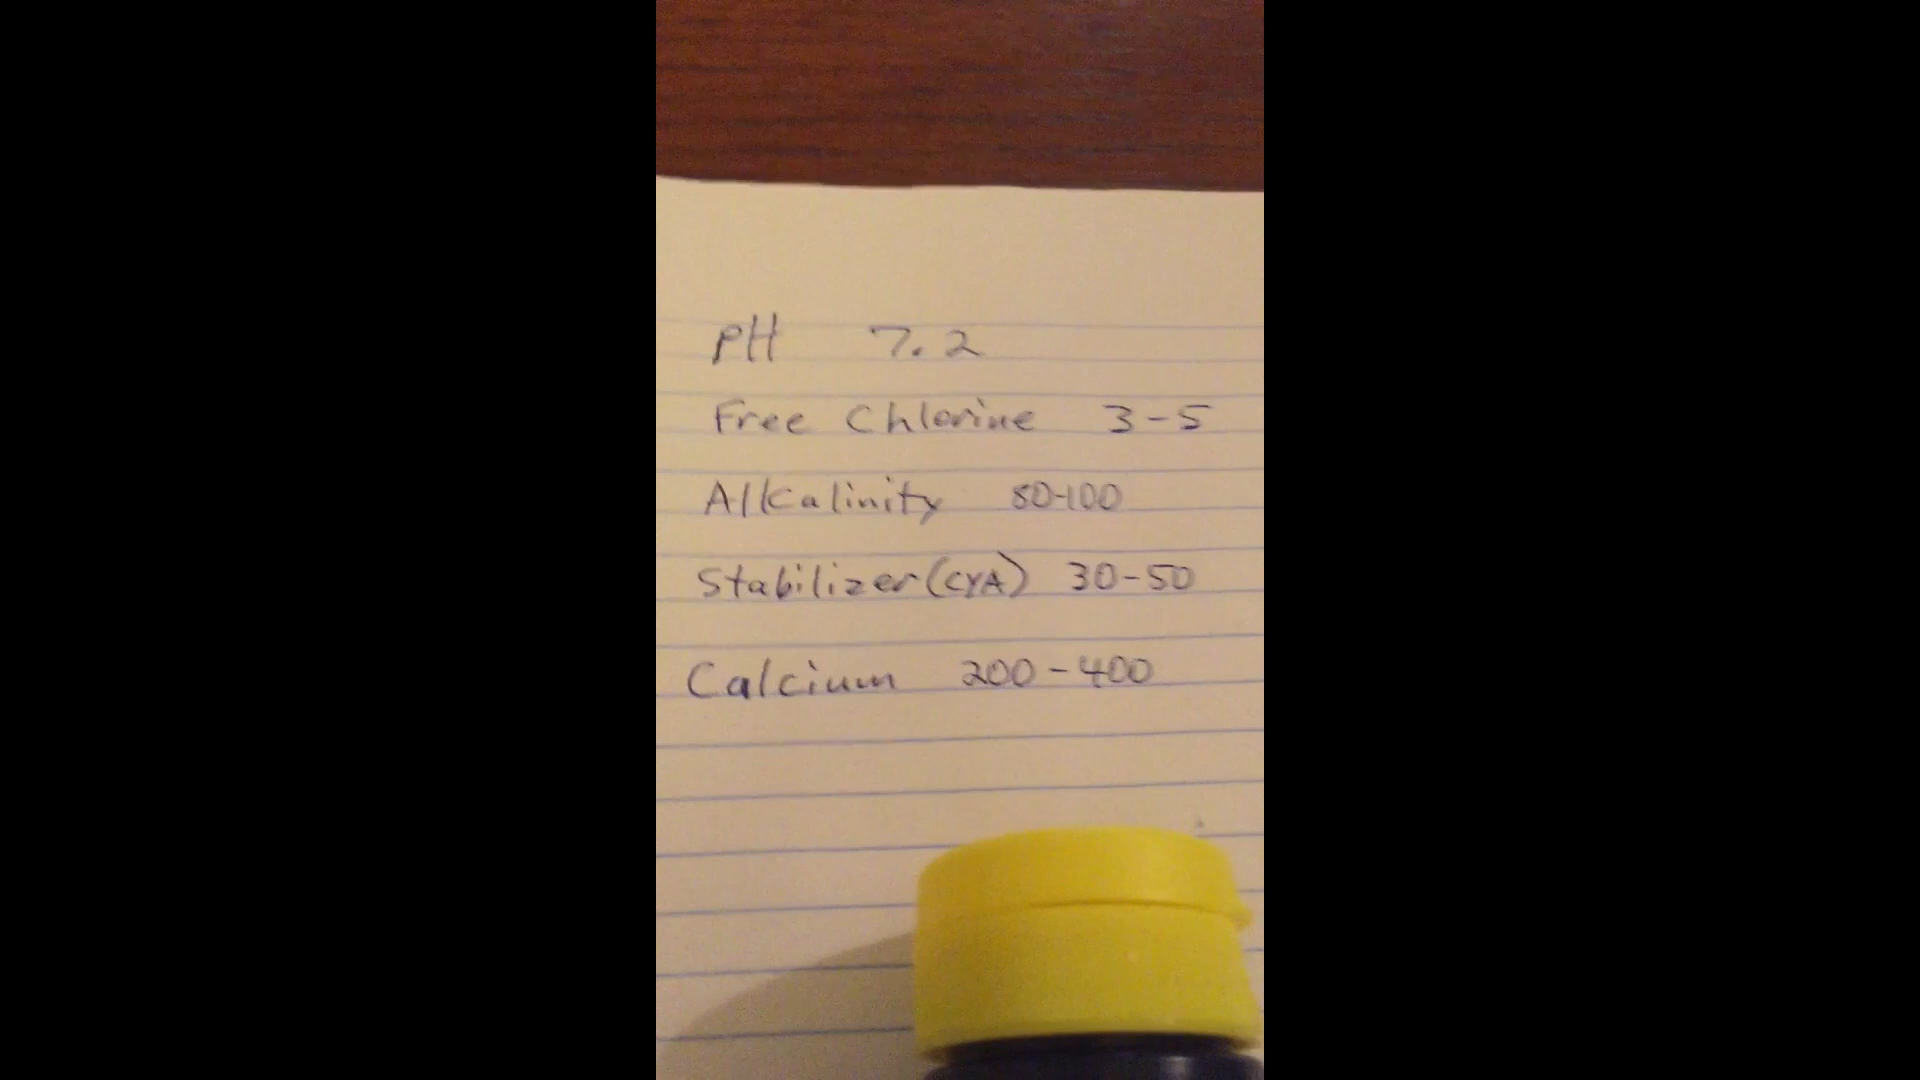 PH 7.2
Free Chlorine 3-5
Alkalinity 80-100
Stabilizer (CYA) 30-50
Calcium 200-400